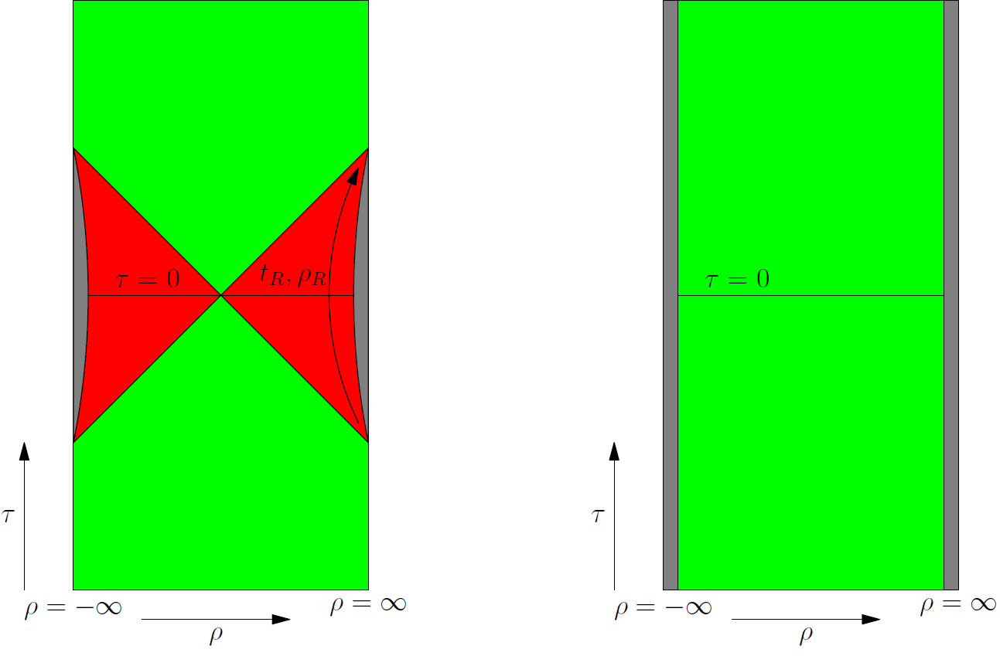 τ = 0
t_R, ρ_R
τ
ρ = −∞
ρ = ∞
ρ
τ = 0
τ
ρ = −∞
ρ = ∞
ρ